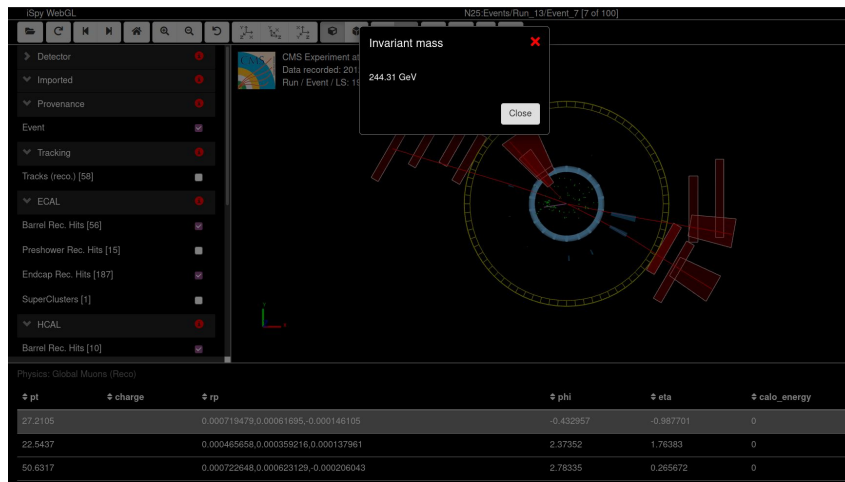 iSpy WebGL
N25:Events/Run_13/Event_7 [7 of 100]
Invariant mass
244.31 GeV
Close
CMS
CMS Experiment at
Data recorded: 201
Run / Event / LS: 19
Detector
Imported
Provenance
Event
Tracking
Tracks (reco.) [58]
ECAL
Barrel Rec. Hits [56]
Preshower Rec. Hits [15]
Endcap Rec. Hits [187]
SuperClusters [1]
HCAL
Barrel Rec. Hits [10]
Physics: Global Muons (Reco)
pt charge rp phi eta calo_energy
27.2105 0.000719479,0.00061695,-0.000146105 -0.432957 -0.987701 0
22.5437 0.000465658,0.000359216,0.000137961 2.37352 1.76383 0
50.6317 0.000722648,0.000623129,-0.000206043 2.78335 0.265672 0